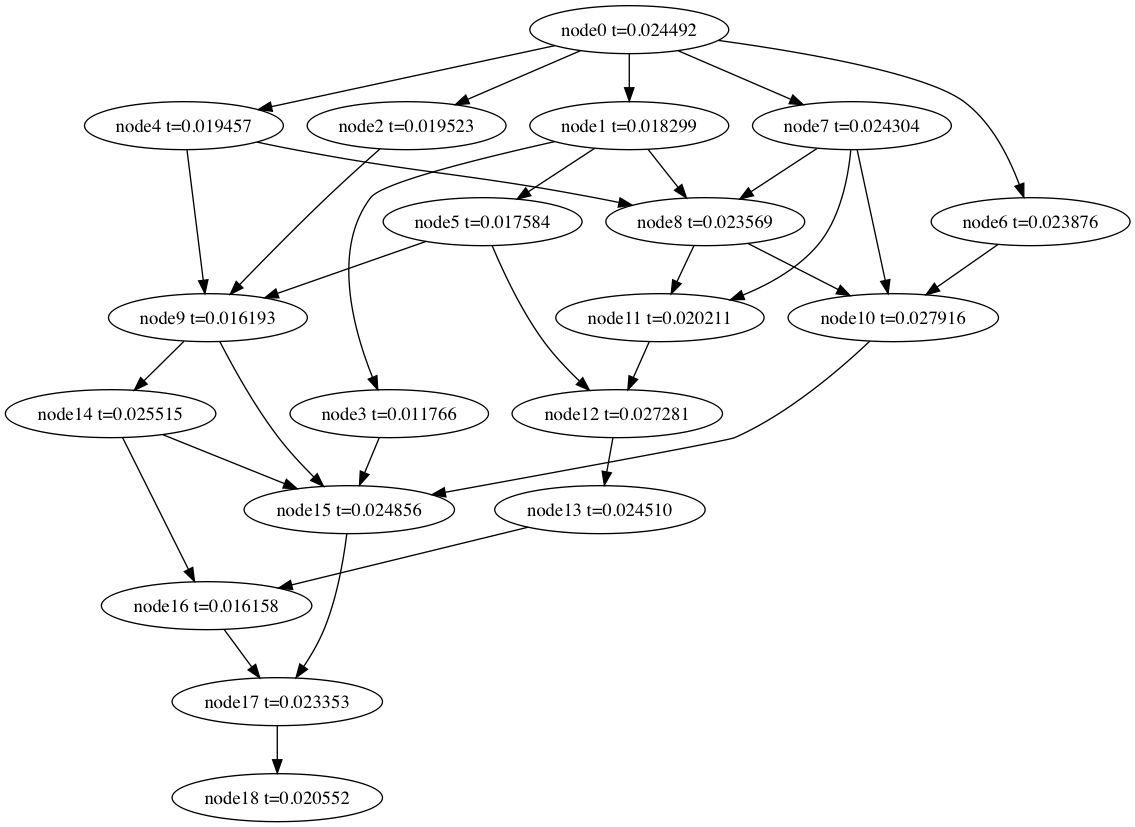 node0 t=0.024492
node4 t=0.019457
node2 t=0.019523
node1 t=0.018299
node7 t=0.024304
node5 t=0.017584
node8 t=0.023569
node6 t=0.023876
node9 t=0.016193
node11 t=0.020211
node10 t=0.027916
node14 t=0.025515
node3 t=0.011766
node12 t=0.027281
node15 t=0.024856
node13 t=0.024510
node16 t=0.016158
node17 t=0.023353
node18 t=0.020552